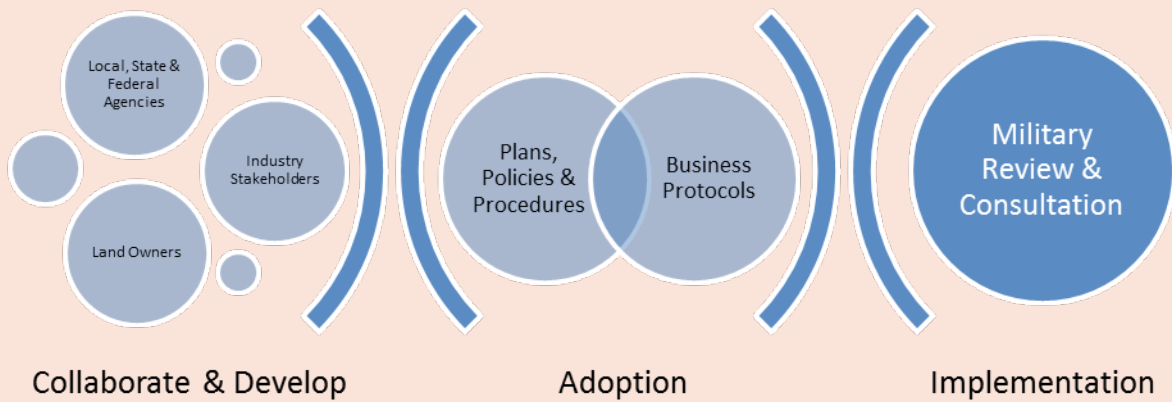 Local, State &
Federal
Agencies
Industry
Stakeholders
Land Owners
Plans,
Policies &
Procedures
Business
Protocols
Military
Review &
Consultation
Collaborate & Develop
Adoption
Implementation